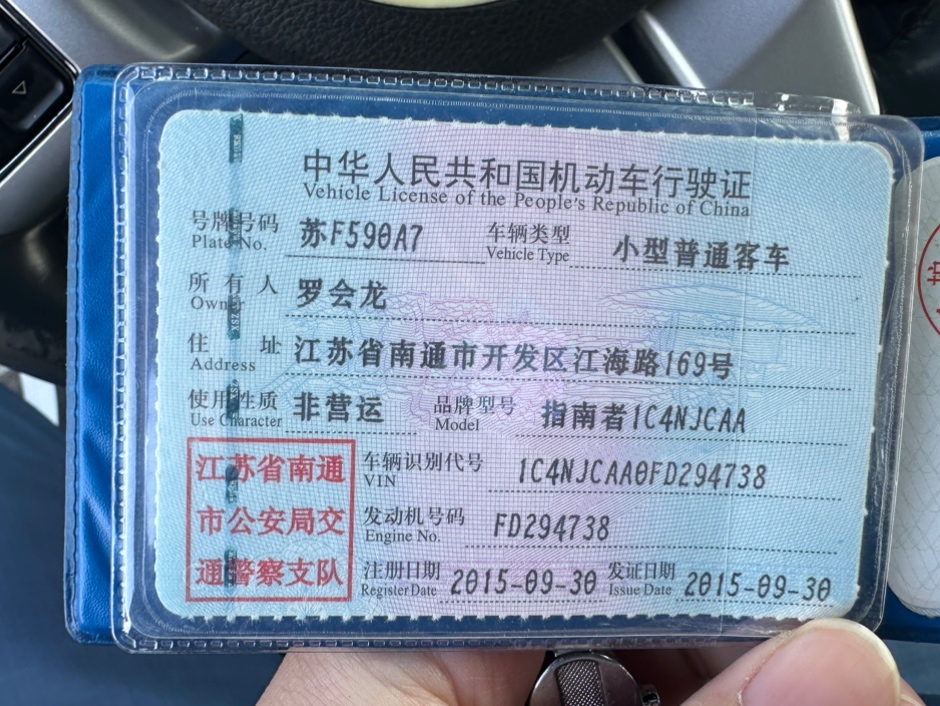 中华人民共和国机动车行驶证
Vehicle License of the People's Republic of China
号牌号码 苏F590A7 车辆类型 小型普通客车
Plate No. Vehicle Type
所有人 罗会龙
Owner
住址 江苏省南通市开发区江海路169号
Address
使用性质 非营运 品牌型号 指南者1C4NJCAA
Use Character Model
江苏省南通 车辆识别代号 1C4NJCAA0FD294738
VIN
市公安局交 发动机号码 FD294738
Engine No.
通警察支队 注册日期 2015-09-30 发证日期 2015-09-30
Register Date Issue Date